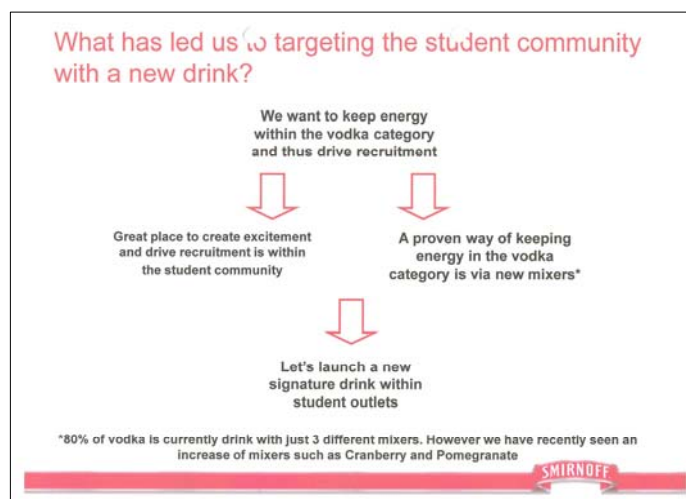 What has led us to targeting the student community
with a new drink?
We want to keep energy
within the vodka category
and thus drive recruitment
Great place to create excitement
and drive recruitment is within
the student community
A proven way of keeping
energy in the vodka
category is via new mixers*
Let's launch a new
signature drink within
student outlets
*80% of vodka is currently drink with just 3 different mixers. However we have recently seen an
increase of mixers such as Cranberry and Pomegranate
SMIRNOFF